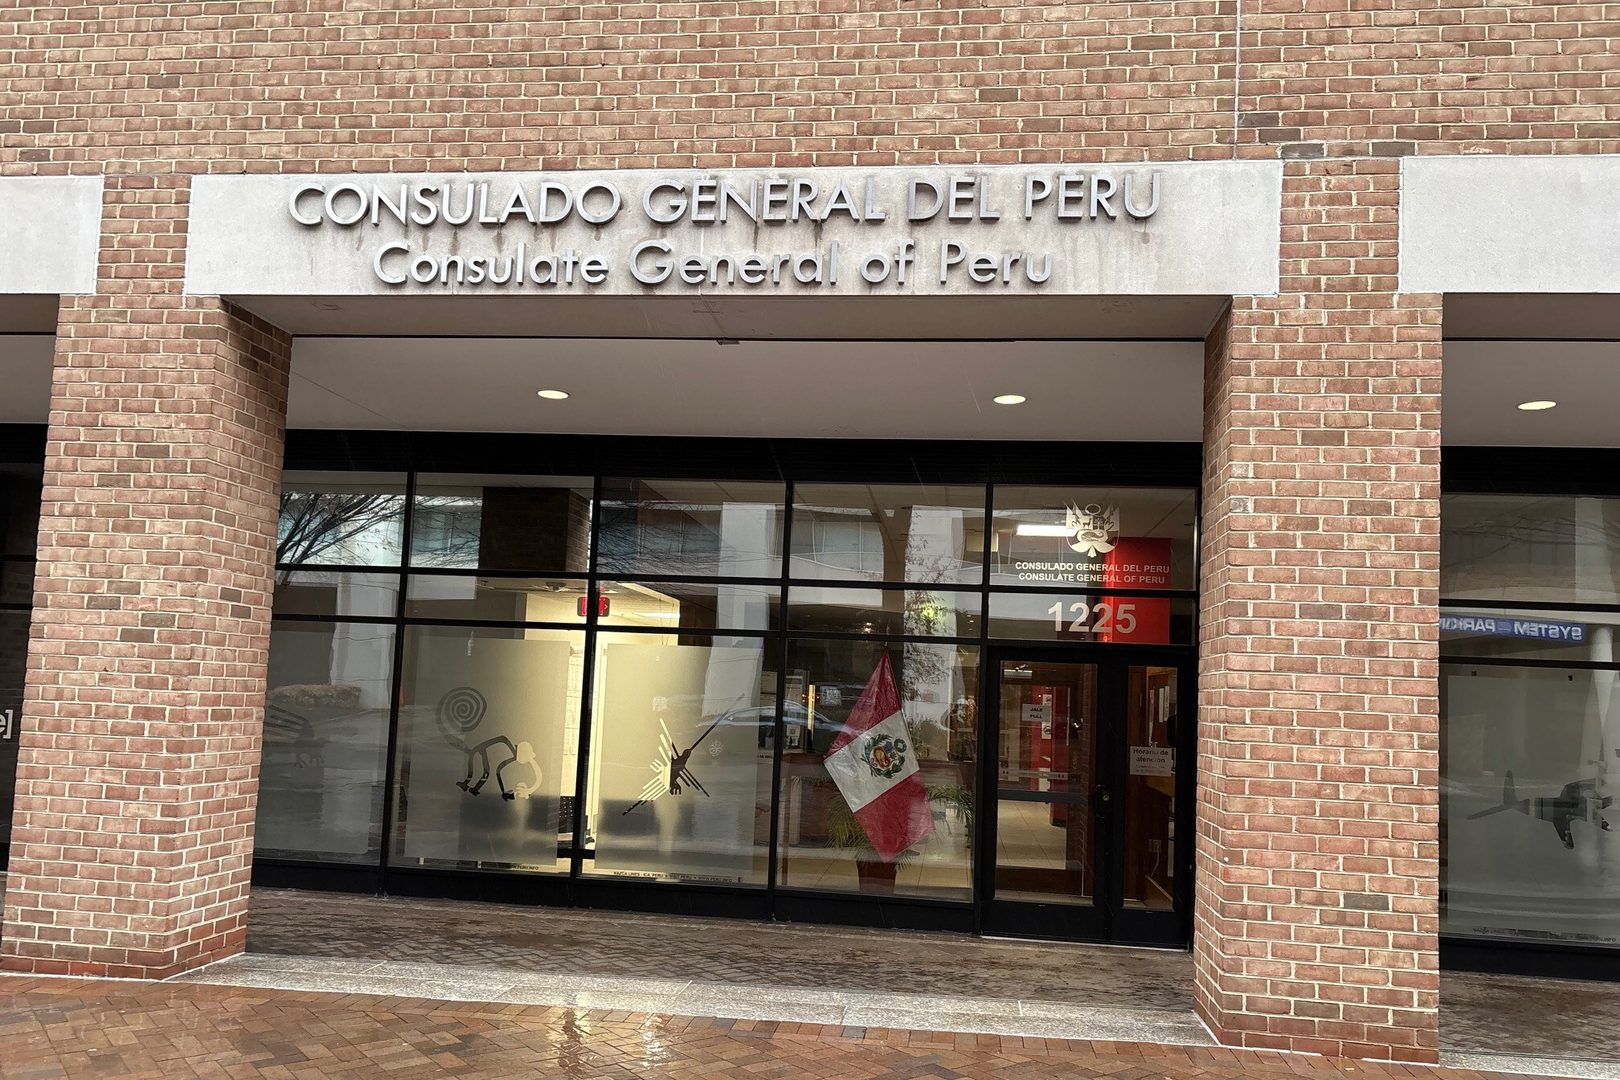 CONSULADO GENERAL DEL PERU
Consulate General of Peru
CONSULADO GENERAL DEL PERU
CONSULATE GENERAL OF PERU
1225
JALE
PULL
Horario de
atención
SYSTEM PARKIN
e]